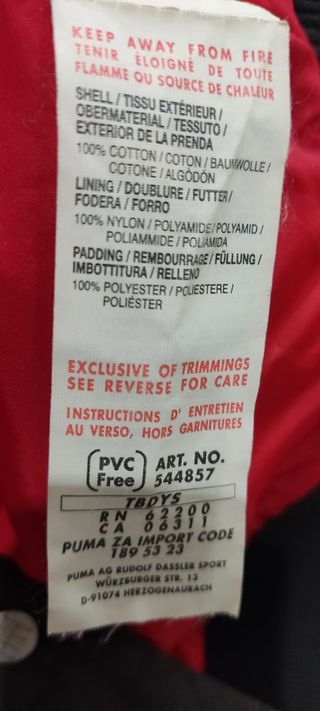 KEEP AWAY FROM FIRE
TENIR ÉLOIGNÉ DE TOUTE
FLAMME OU SOURCE DE CHALEUR
SHELL / TISSU EXTÉRIEUR /
OBERMATERIAL / TESSUTO /
EXTERIOR DE LA PRENDA
100% COTTON / COTON / BAUMWOLLE /
COTONE / ALGÓDÓN
LINING / DOUBLURE / FUTTER/
FODERA / FORRO
100% NYLON / POLYAMIDE/POLYAMID /
POLIAMMIDE / POLIAMIDA
PADDING / REMBOURRAGE / FÜLLUNG /
IMBOTTITURA / RELLENO
100% POLYESTER / POLIESTERE /
POLIÉSTER
EXCLUSIVE OF TRIMMINGS
SEE REVERSE FOR CARE
INSTRUCTIONS D' ENTRETIEN
AU VERSO, HORS GARNITURES
(PVC Free) ART. NO.
544857
TBDYS
RN 62200
CA 06311
PUMA ZA IMPORT CODE
189 53 23
PUMA AG RUDOLF DASSLER SPORT
WÜRZBURGER STR. 13
D-91074 HERZOGENAURACH